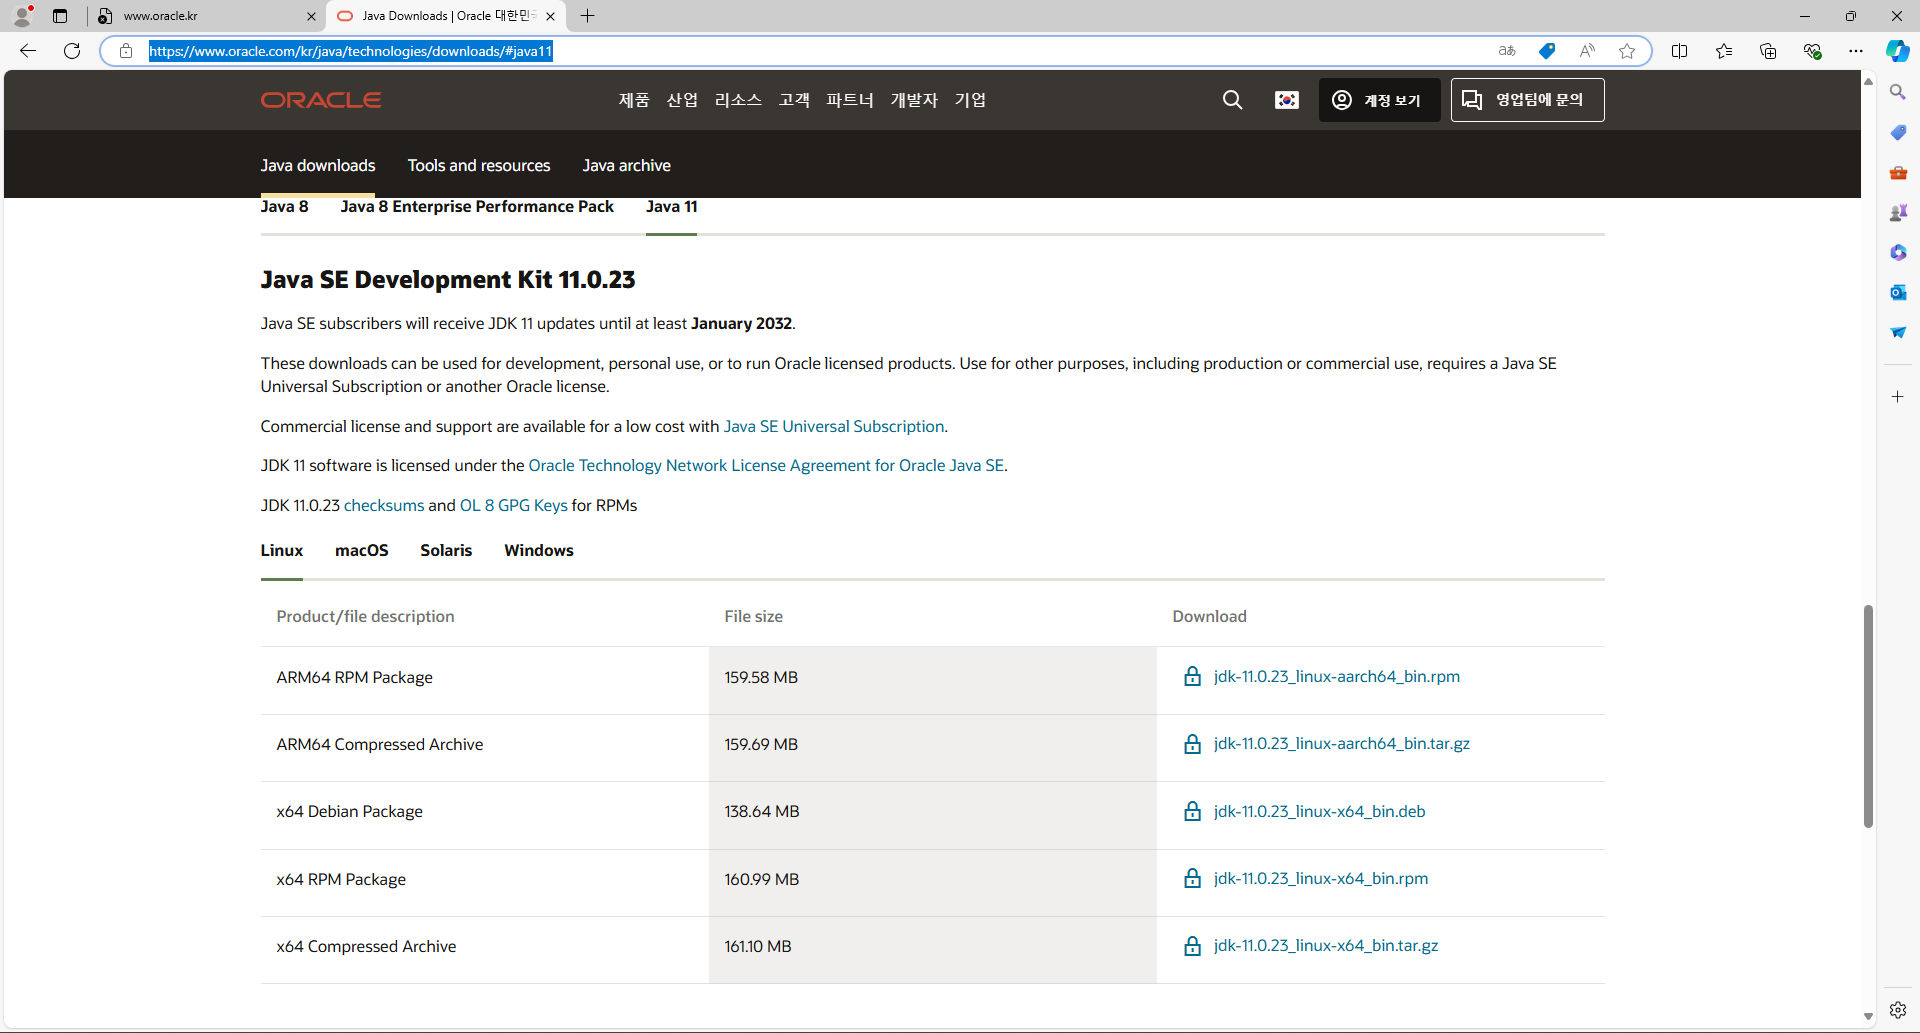 www.oracle.kr
Java Downloads | Oracle 대한민국
https://www.oracle.com/kr/java/technologies/downloads/#java11
ORACLE
제품 산업 리소스 고객 파트너 개발자 기업
계정 보기
영업팀에 문의
Java downloads Tools and resources Java archive
Java 8 Java 8 Enterprise Performance Pack Java 11
Java SE Development Kit 11.0.23
Java SE subscribers will receive JDK 11 updates until at least January 2032.
These downloads can be used for development, personal use, or to run Oracle licensed products. Use for other purposes, including production or commercial use, requires a Java SE
Universal Subscription or another Oracle license.
Commercial license and support are available for a low cost with Java SE Universal Subscription.
JDK 11 software is licensed under the Oracle Technology Network License Agreement for Oracle Java SE.
JDK 11.0.23 checksums and OL 8 GPG Keys for RPMs
Linux macOS Solaris Windows
Product/file description File size Download
ARM64 RPM Package 159.58 MB jdk-11.0.23_linux-aarch64_bin.rpm
ARM64 Compressed Archive 159.69 MB jdk-11.0.23_linux-aarch64_bin.tar.gz
x64 Debian Package 138.64 MB jdk-11.0.23_linux-x64_bin.deb
x64 RPM Package 160.99 MB jdk-11.0.23_linux-x64_bin.rpm
x64 Compressed Archive 161.10 MB jdk-11.0.23_linux-x64_bin.tar.gz